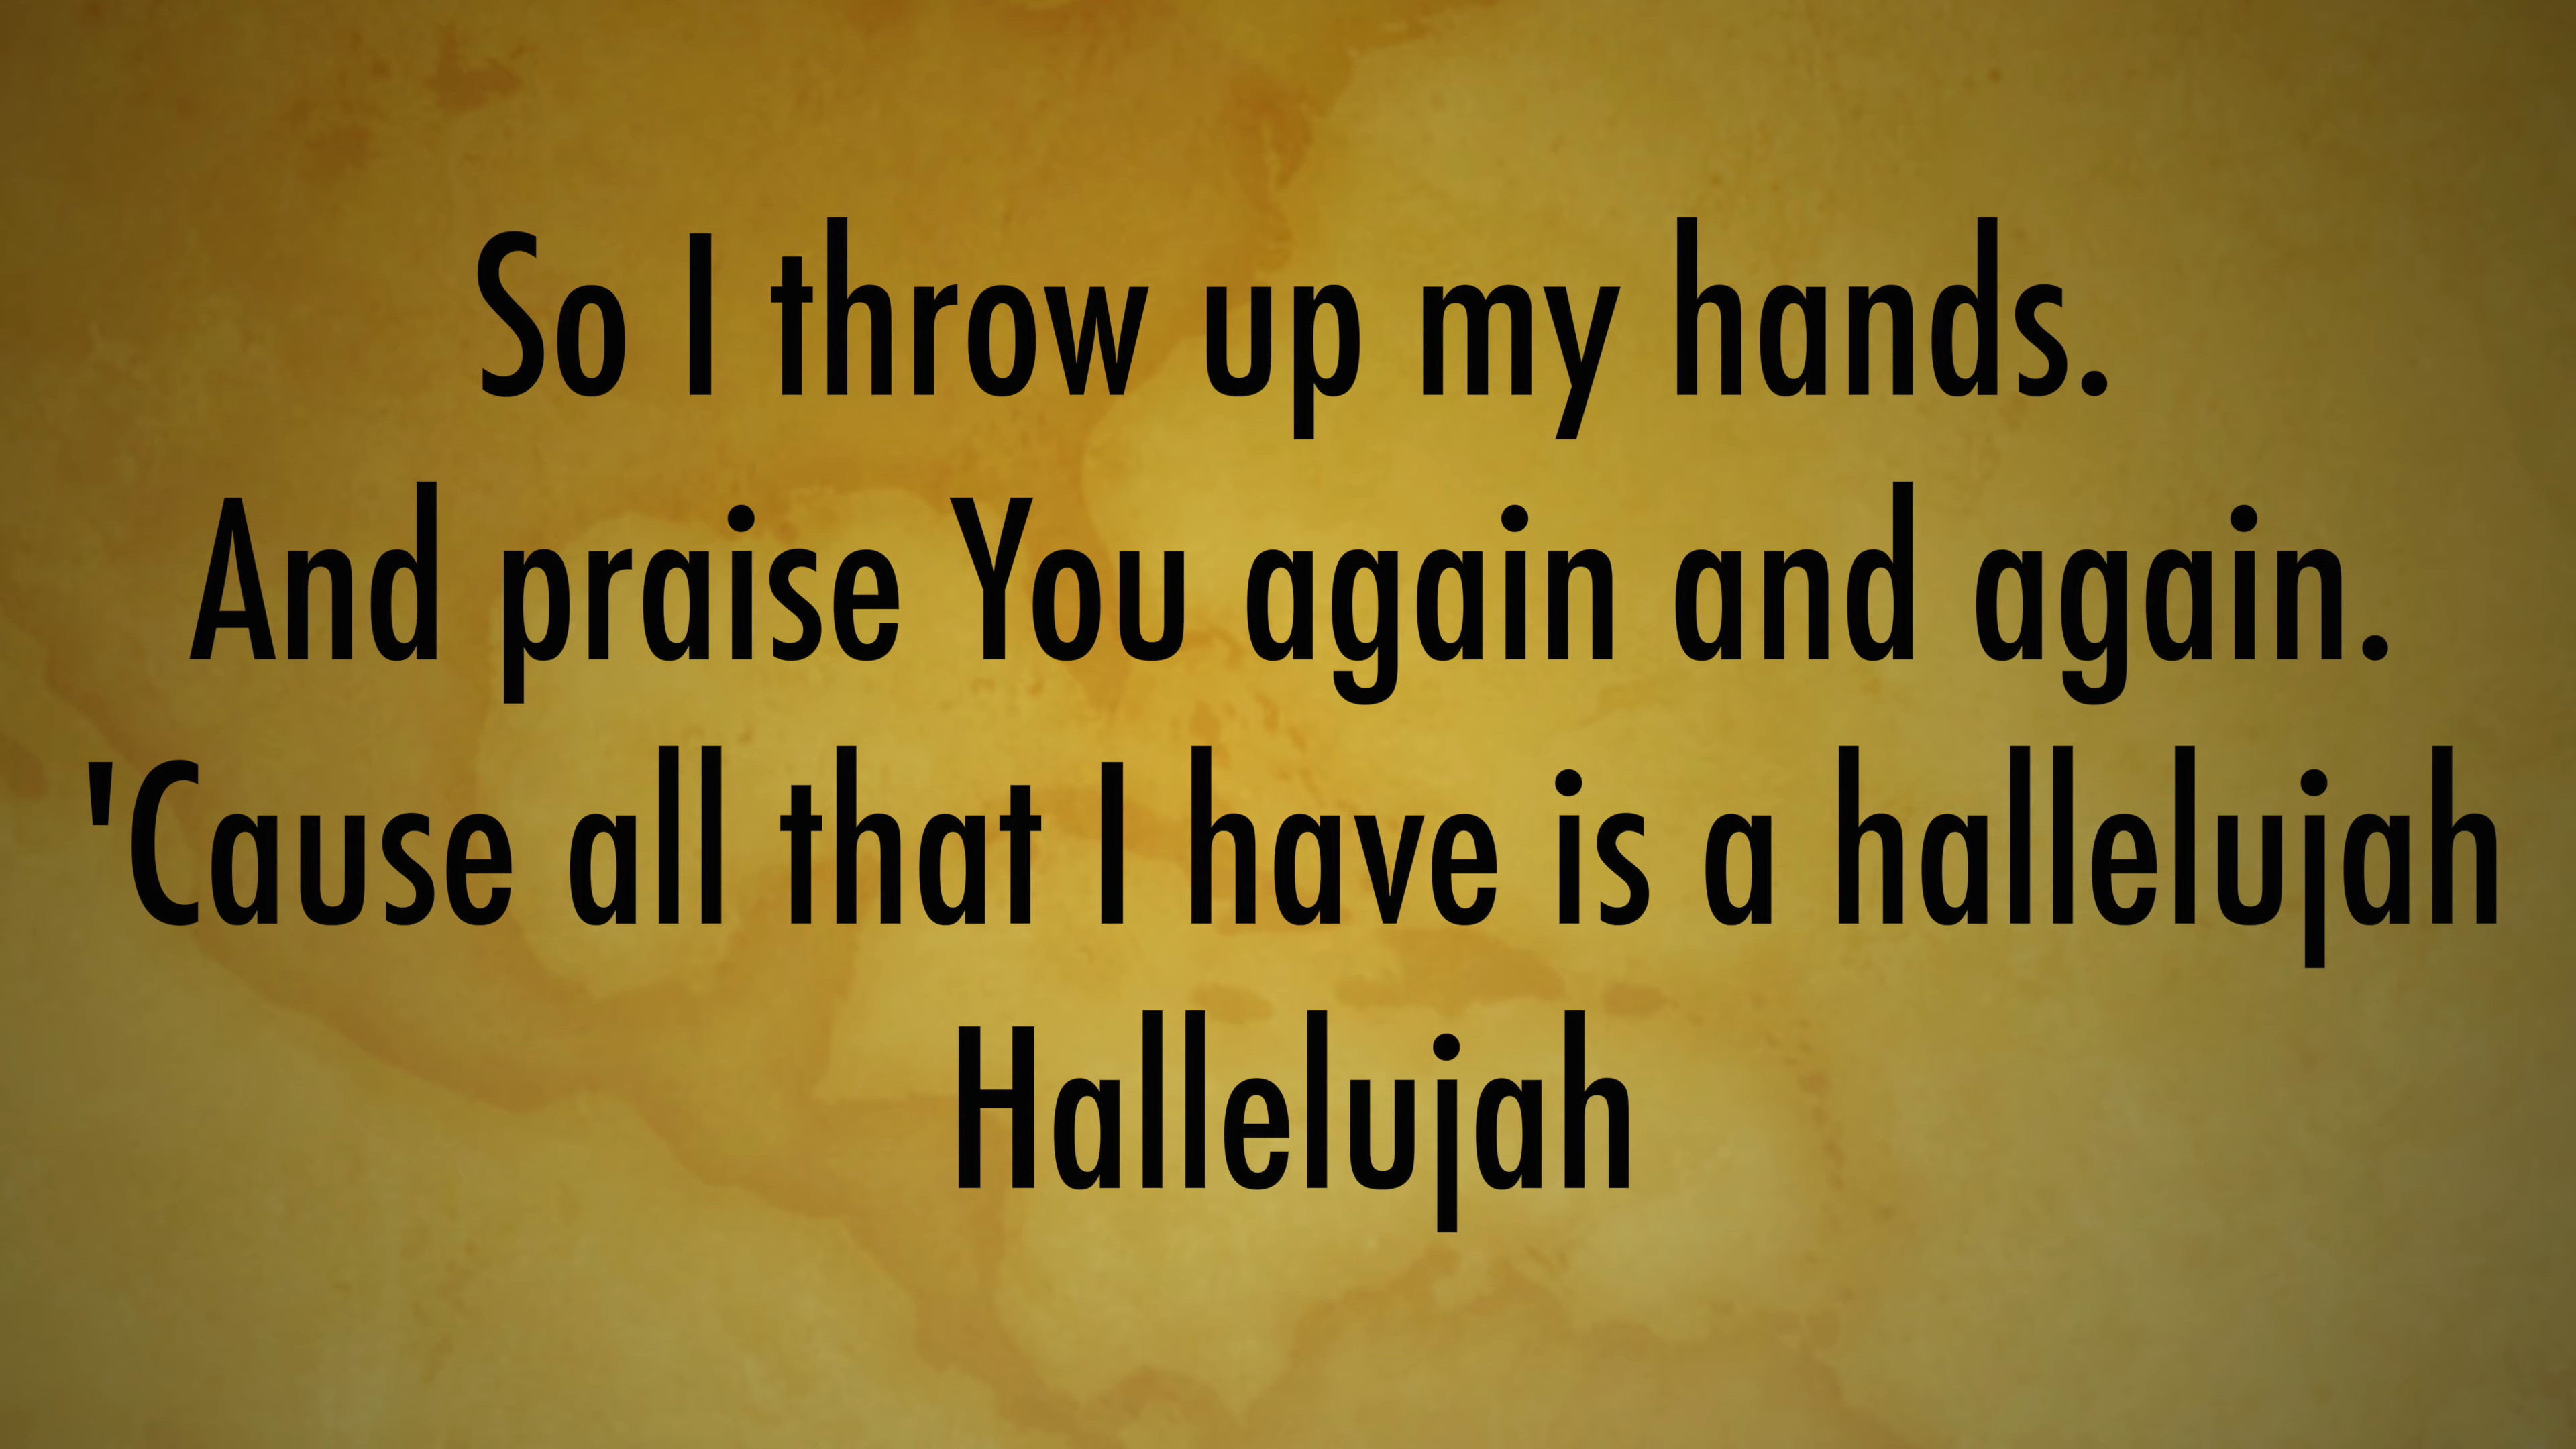 So I throw up my hands.
And praise You again and again.
'Cause all that I have is a hallelujah
Hallelujah